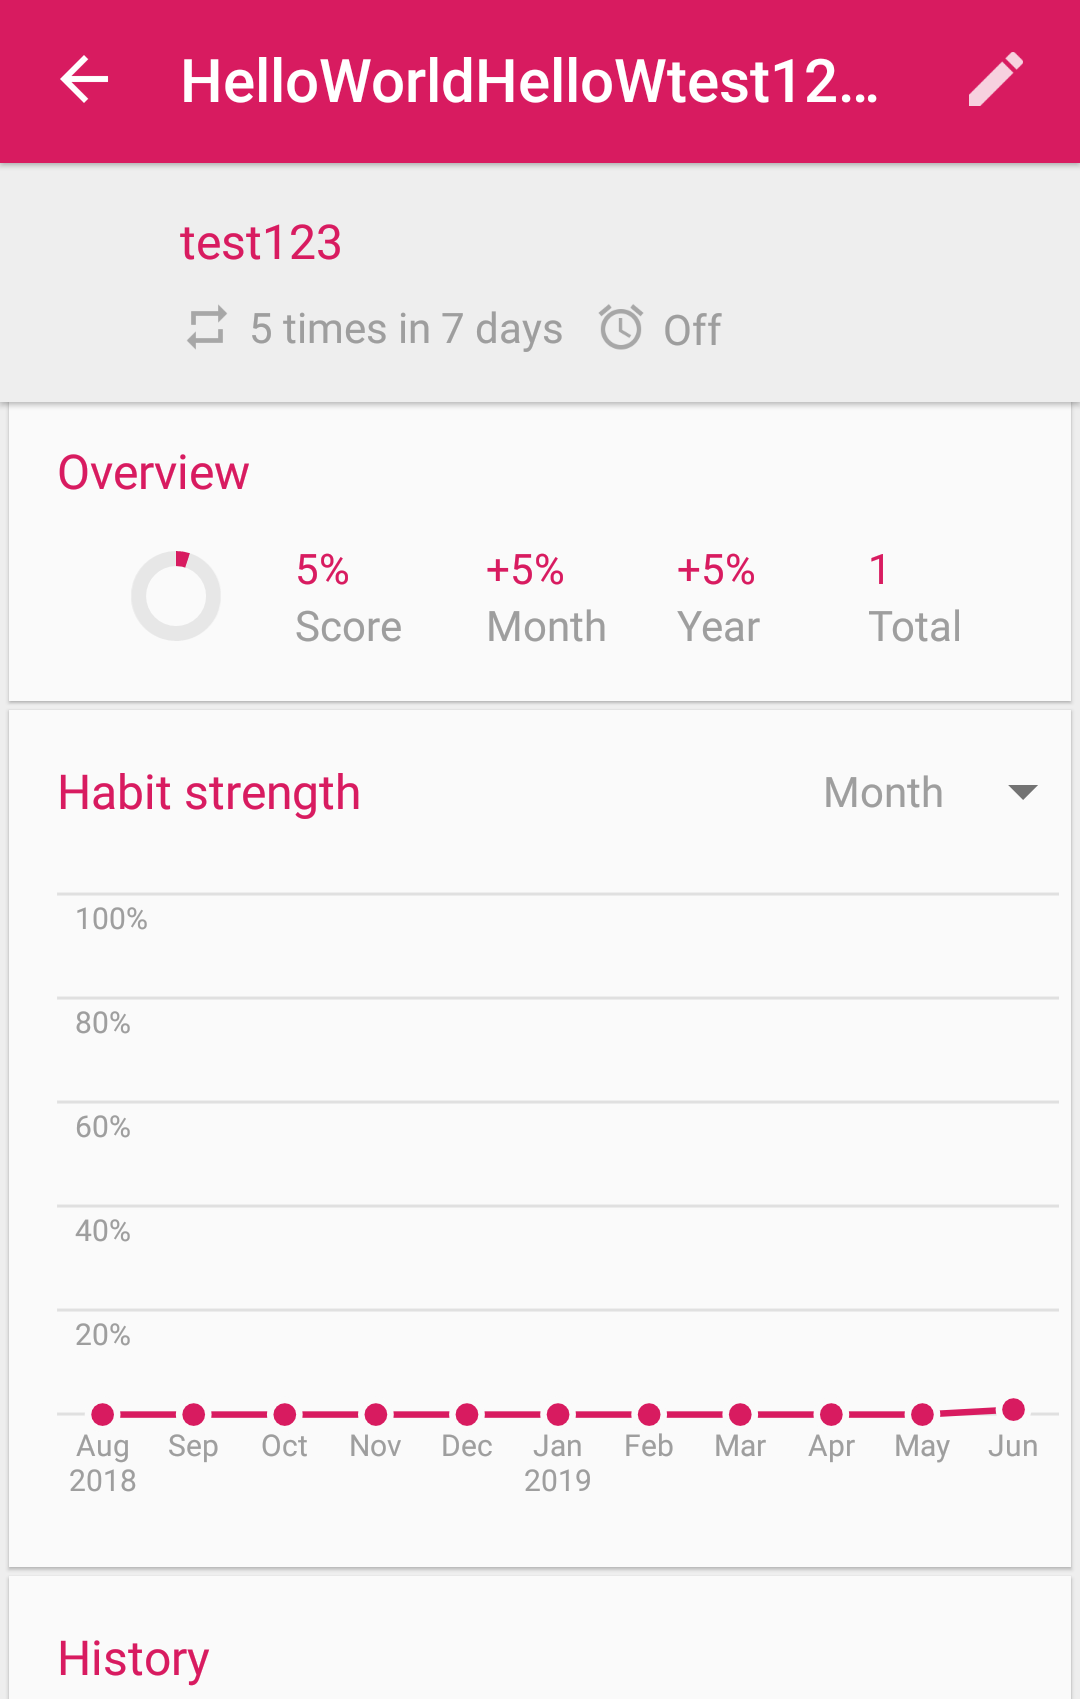 HelloWorldHelloWtest12...
test123
5 times in 7 days Off
Overview
5% +5% +5% 1
Score Month Year Total
Habit strength Month
100%
80%
60%
40%
20%
Aug Sep Oct Nov Dec Jan Feb Mar Apr May Jun
2018 2019
History